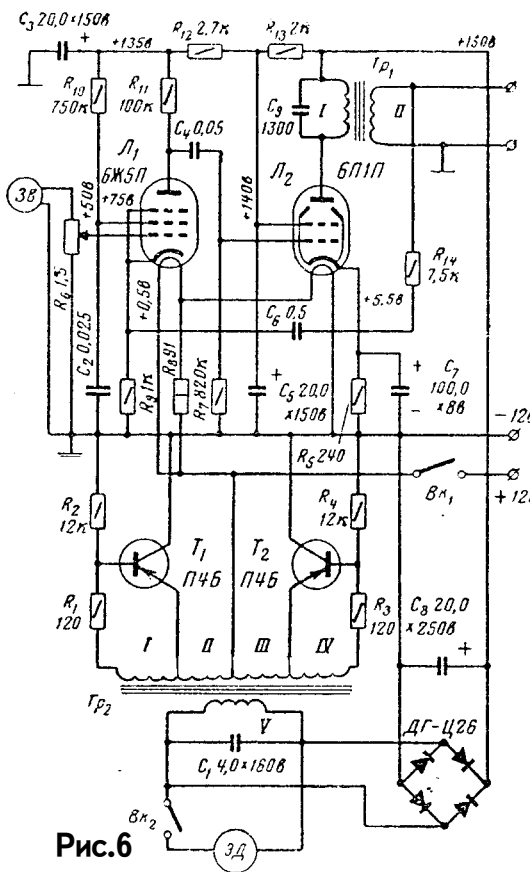 C3 20,0×150в
+
+135в
R12 2,7к
R13 2к
+150в
R10
750к
R11
100к
C4 0,05
C9
1300
I
Тр1
II
Л1
6Ж5П
Л2
6П1П
ЗВ
+50в
+75в
+140в
R6 1,5
+0,5в
+5,5в
R14
7,5к
C2 0,025
C6 0,5
R9 1к
R8 91
R7 820к
+
C5 20,0
×150в
R5 240
+
C7
100,0
×8в
-
- 12в
Вк1
+ 12в
R2
12к
T1
П4Б
T2
П4Б
R4
12к
R1
120
R3
120
C8 20,0
×250в
+
I
II
III
IV
Тр2
V
ДГ-Ц26
C1 4,0×160в
Вк2
ЭД
Рис.6